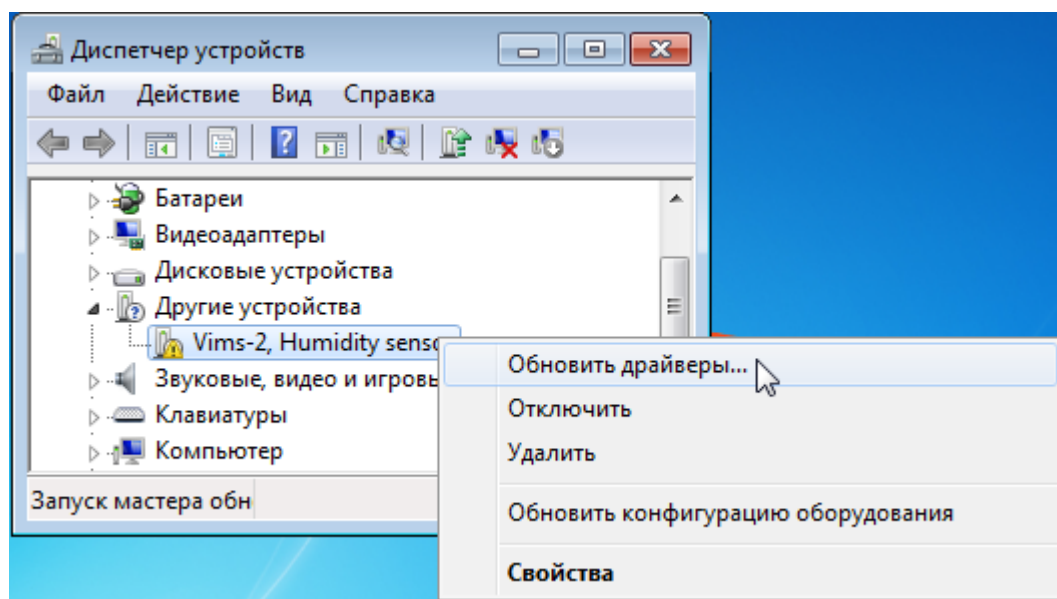 Диспетчер устройств
Файл Действие Вид Справка
Батареи
Видеоадаптеры
Дисковые устройства
Другие устройства
Vims-2, Humidity senso
Звуковые, видео и игровы
Клавиатуры
Компьютер
Запуск мастера обн
Обновить драйверы...
Отключить
Удалить
Обновить конфигурацию оборудования
Свойства